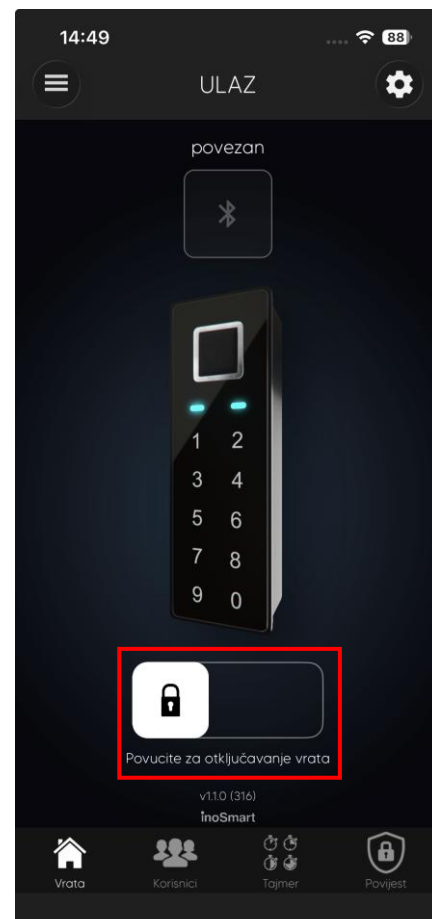 14:49
88
ULAZ
povezan
1 2
3 4
5 6
7 8
9 0
Povucite za otključavanje vrata
v1.1.0 (316)
inoSmart
Vrata Korisnici Tajmer Povijest